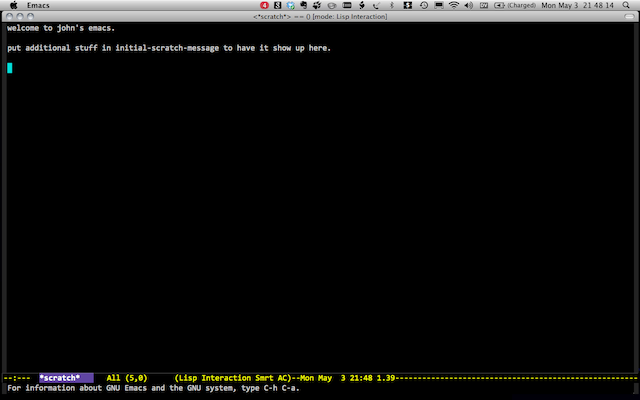 Emacs
4
(Charged)
Mon May 3 21 48 14
<*scratch*> == () [mode: Lisp Interaction]
welcome to john's emacs.
put additional stuff in initial-scratch-message to have it show up here.
--:--- *scratch* All (5,0) (Lisp Interaction Smrt AC)--Mon May 3 21:48 1.39----------------------------------------------------
For information about GNU Emacs and the GNU system, type C-h C-a.